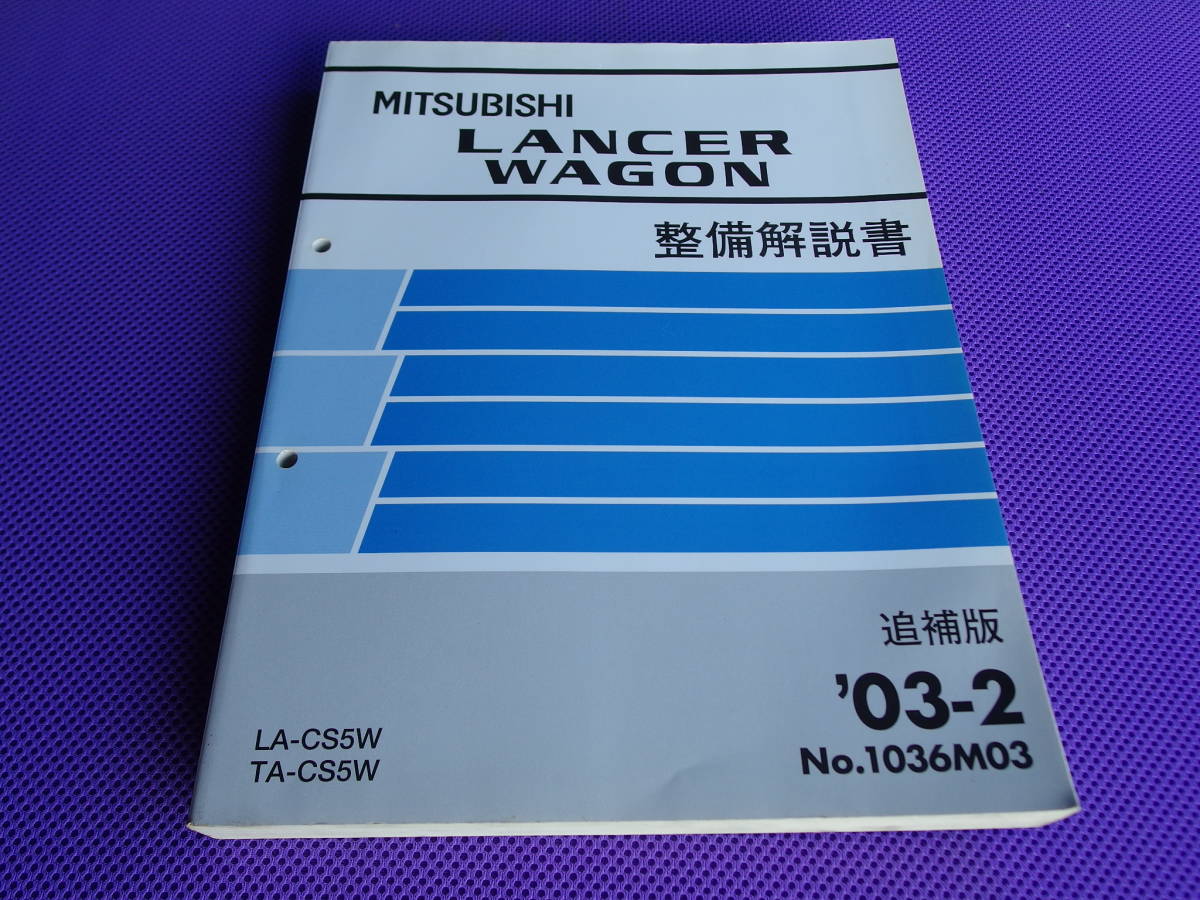 MITSUBISHI
LANCER
WAGON
整備解説書
追補版
'03-2
No.1036M03
LA-CS5W
TA-CS5W